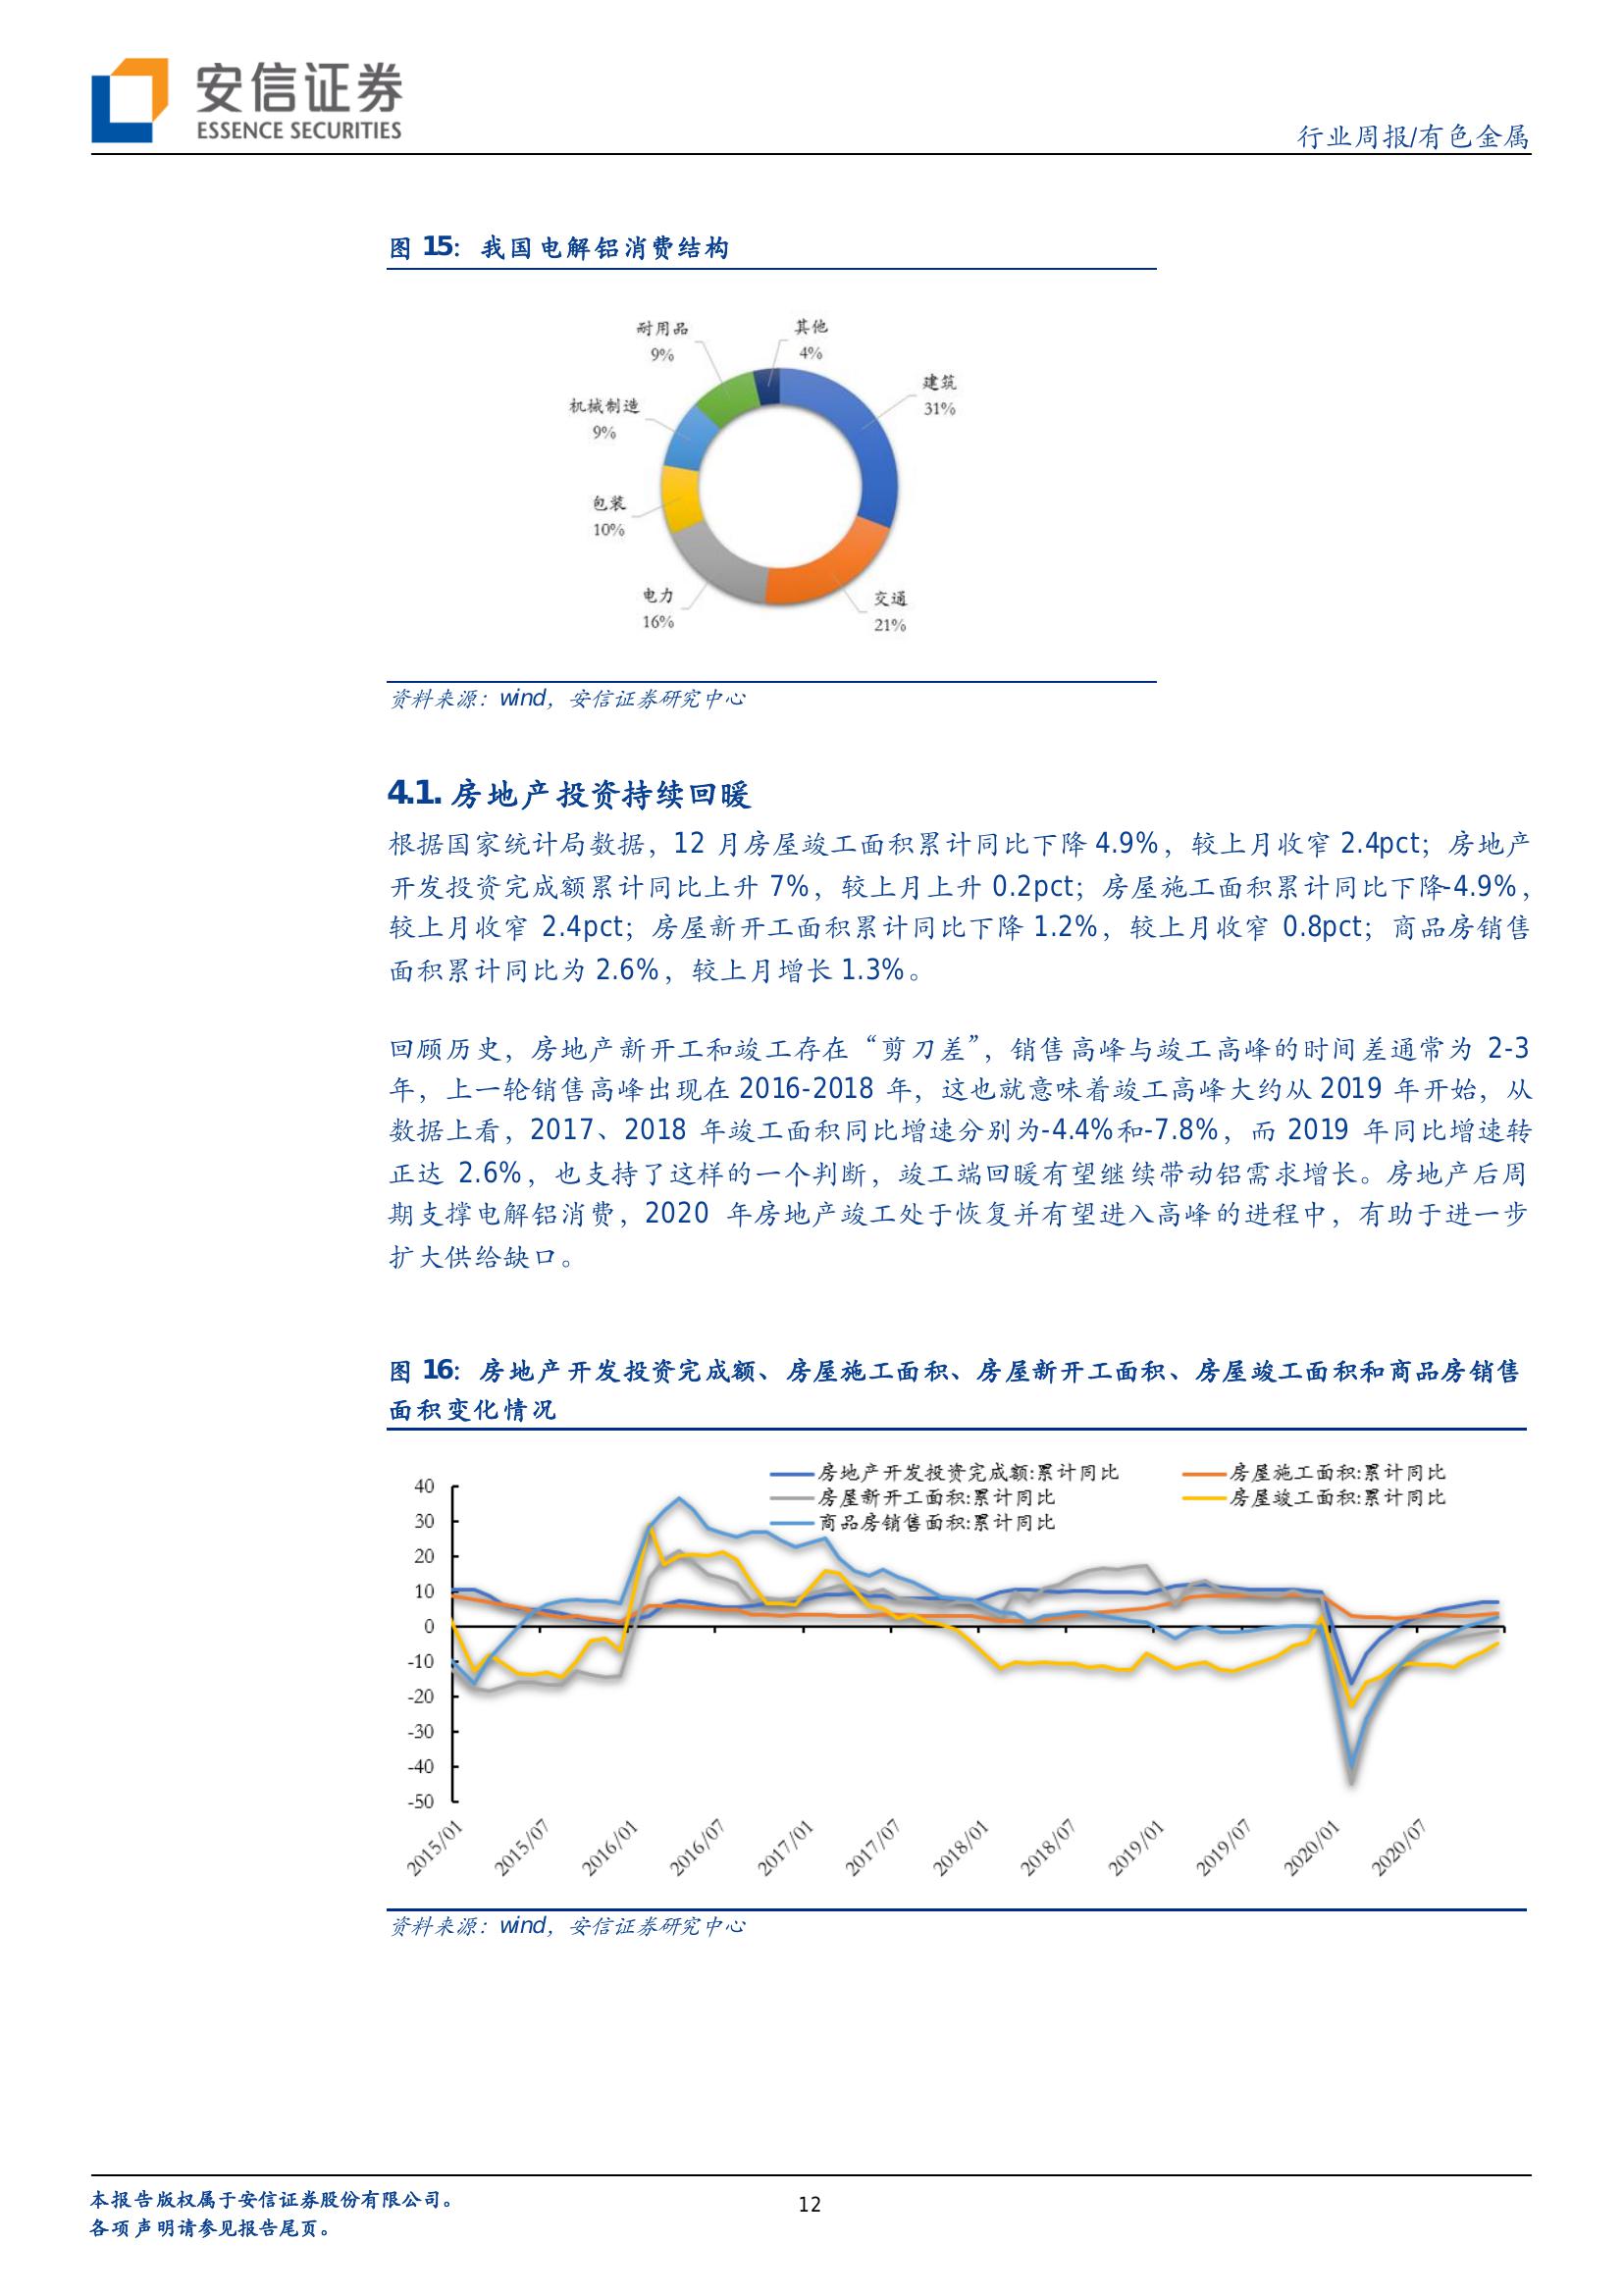 安信证券
ESSENCE SECURITIES
行业周报/有色金属
图 15：我国电解铝消费结构
耐用品
9%
其他
4%
建筑
31%
机械制造
9%
包装
10%
电力
16%
交通
21%
资料来源：wind，安信证券研究中心
4.1. 房地产投资持续回暖
根据国家统计局数据，12 月房屋竣工面积累计同比下降 4.9%，较上月收窄 2.4pct；房地产
开发投资完成额累计同比上升 7%，较上月上升 0.2pct；房屋施工面积累计同比下降-4.9%，
较上月收窄 2.4pct；房屋新开工面积累计同比下降 1.2%，较上月收窄 0.8pct；商品房销售
面积累计同比为 2.6%，较上月增长 1.3%。
回顾历史，房地产新开工和竣工存在“剪刀差”，销售高峰与竣工高峰的时间差通常为 2-3
年，上一轮销售高峰出现在 2016-2018 年，这也就意味着竣工高峰大约从 2019 年开始，从
数据上看，2017、2018 年竣工面积同比增速分别为-4.4%和-7.8%，而 2019 年同比增速转
正达 2.6%，也支持了这样的一个判断，竣工端回暖有望继续带动铝需求增长。房地产后周
期支撑电解铝消费，2020 年房地产竣工处于恢复并有望进入高峰的进程中，有助于进一步
扩大供给缺口。
图 16：房地产开发投资完成额、房屋施工面积、房屋新开工面积、房屋竣工面积和商品房销售
面积变化情况
房地产开发投资完成额:累计同比
房屋施工面积:累计同比
房屋新开工面积:累计同比
房屋竣工面积:累计同比
商品房销售面积:累计同比
40
30
20
10
0
-10
-20
-30
-40
-50
2015/01
2015/07
2016/01
2016/07
2017/01
2017/07
2018/01
2018/07
2019/01
2019/07
2020/01
2020/07
资料来源：wind，安信证券研究中心
本报告版权属于安信证券股份有限公司。
各项声明请参见报告尾页。
12